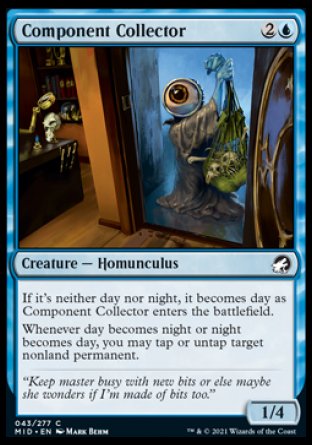 Component Collector 2
Creature — Homunculus
If it's neither day nor night, it becomes day as
Component Collector enters the battlefield.
Whenever day becomes night or night
becomes day, you may tap or untap target
nonland permanent.
“Keep master busy with new bits or else maybe
she wonders if I'm made of bits too.”
1/4
043/277 C
MID • EN Mark Behm
™ & © 2021 Wizards of the Coast